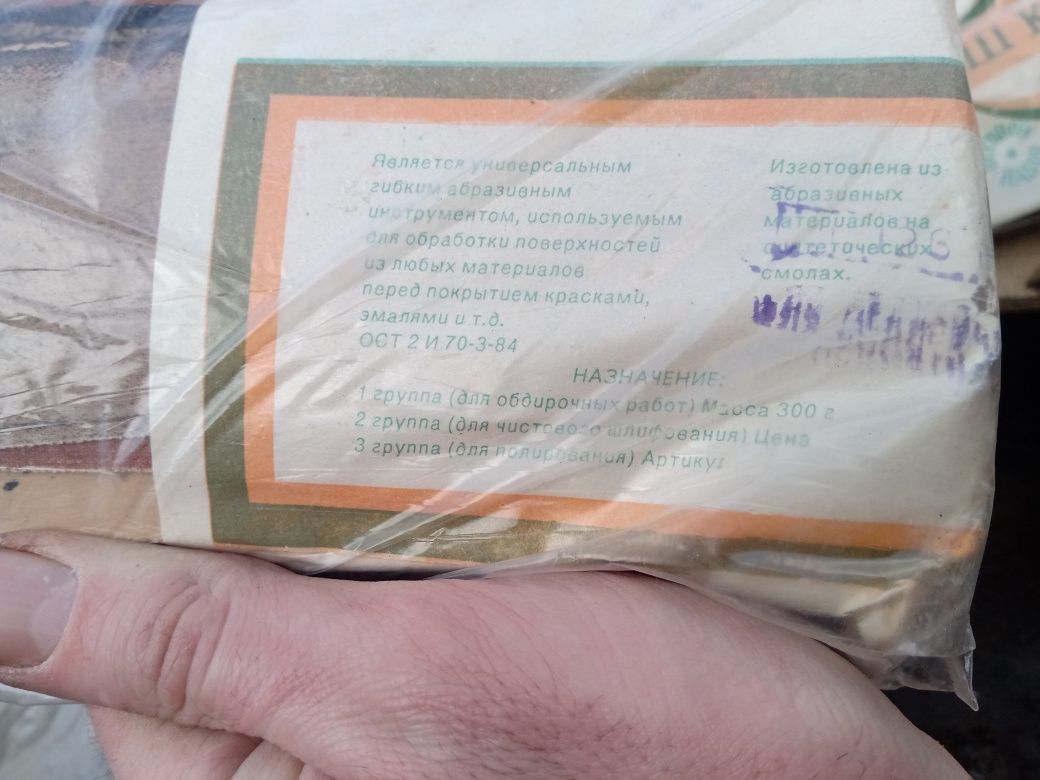 Является универсальным
гибким абразивным
инструментом, используемым
для обработки поверхностей
из любых материалов
перед покрытием красками,
эмалями и т.д.
ОСТ 2 И 70-3-84
Изготовлена из
абразивных
материалов на
синтетических
смолах.
НАЗНАЧЕНИЕ:
1 группа (для обдирочных работ) Масса 300 г
2 группа (для чистового шлифования) Цена
3 группа (для полирования) Артикул